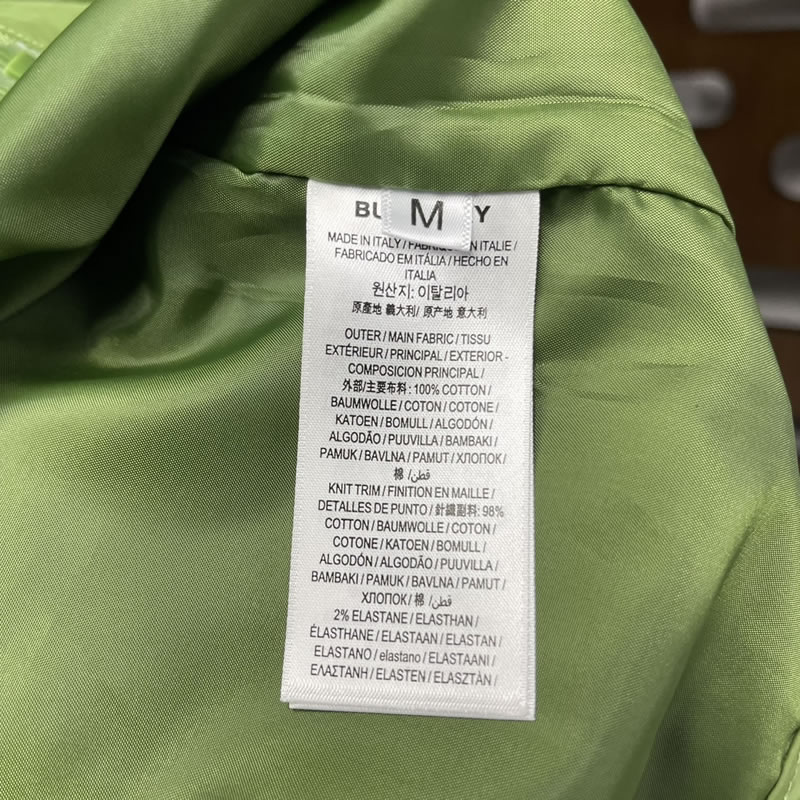 BU Y
M
MADE IN ITALY / FABRIQ N ITALIE /
FABRICADO EM ITÁLIA / HECHO EN
ITALIA
원산지: 이탈리아
原產地 義大利/ 原产地 意大利
OUTER / MAIN FABRIC / TISSU
EXTÉRIEUR / PRINCIPAL / EXTERIOR -
COMPOSICION PRINCIPAL /
外部/主要布料: 100% COTTON /
BAUMWOLLE / COTON / COTONE /
KATOEN / BOMULL / ALGODÓN /
ALGODÃO / PUUVILLA / BAMBAKI /
PAMUK / BAVLNA / PAMUT / ХЛОПОК /
棉 / قطن/
KNIT TRIM / FINITION EN MAILLE /
DETALLES DE PUNTO / 針織副料: 98%
COTTON / BAUMWOLLE / COTON /
COTONE / KATOEN / BOMULL /
ALGODÓN / ALGODÃO / PUUVILLA /
BAMBAKI / PAMUK / BAVLNA / PAMUT /
ХЛОПОК / 棉 / قطن/
2% ELASTANE / ELASTHAN /
ÉLASTHANE / ELASTAAN / ELASTAN /
ELASTANO / elastano / ELASTAANI /
ΕΛΑΣΤΑΝΗ / ELASTEN / ELASZTÁN /